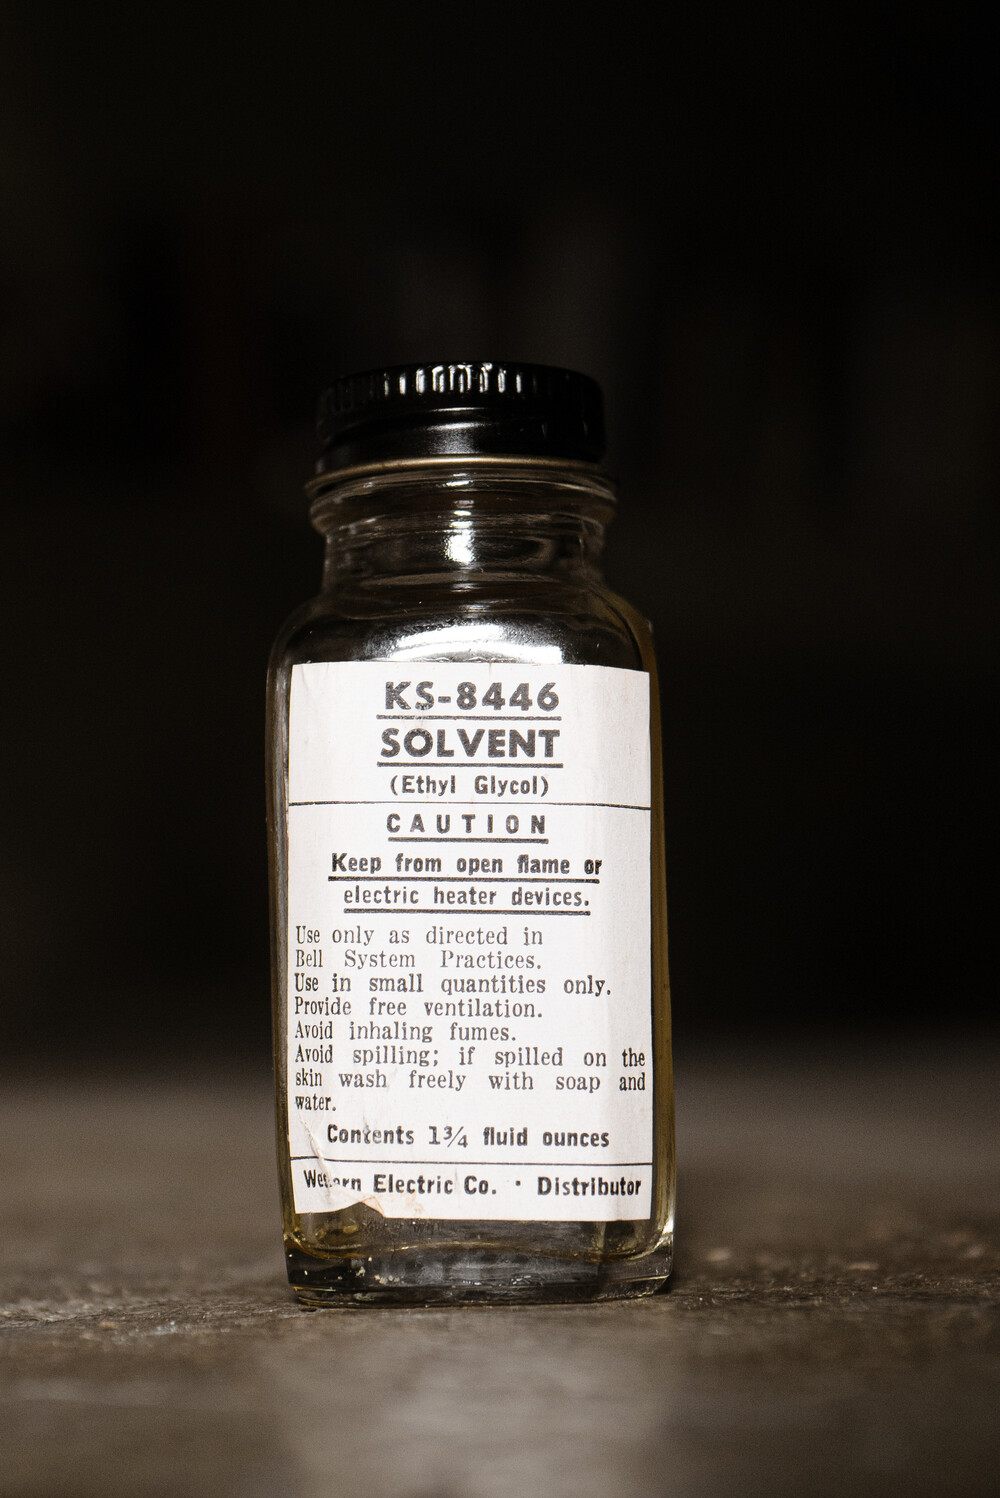 KS-8446
SOLVENT
(Ethyl Glycol)
CAUTION
Keep from open flame or
electric heater devices.
Use only as directed in
Bell System Practices.
Use in small quantities only.
Provide free ventilation.
Avoid inhaling fumes.
Avoid spilling; if spilled on the
skin wash freely with soap and
water.
Contents 1¾ fluid ounces
Western Electric Co. · Distributor